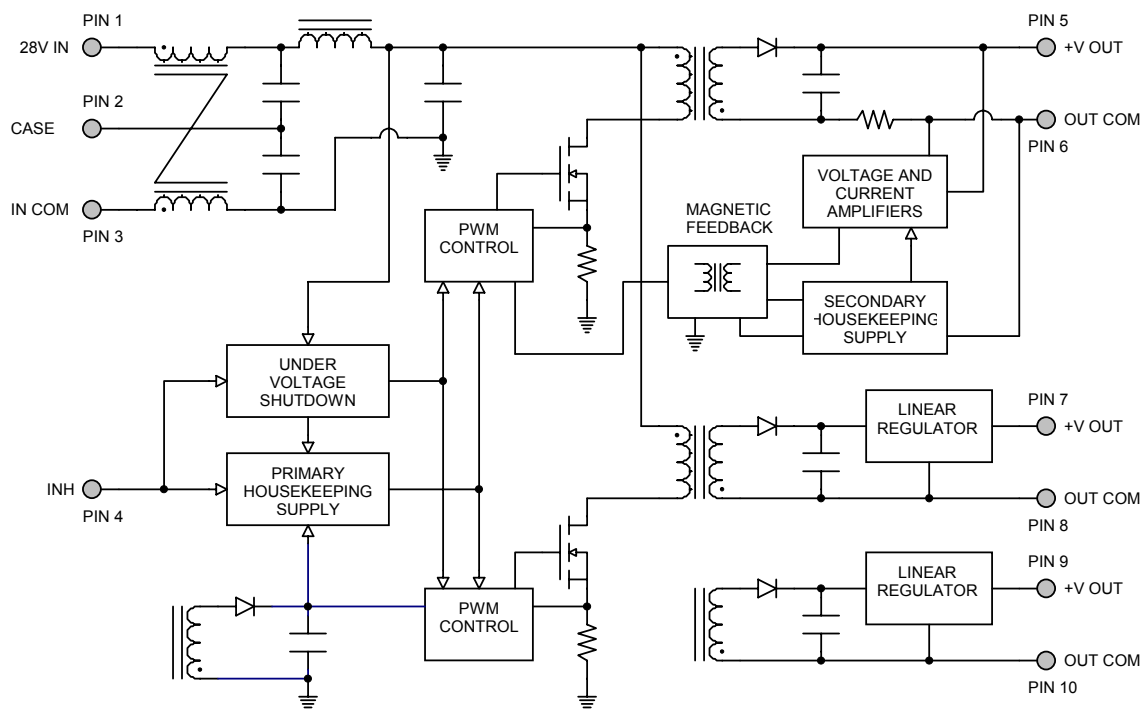 PIN 1
28V IN
PIN 2
CASE
IN COM
PIN 3
PIN 5
+V OUT
OUT COM
PIN 6
VOLTAGE AND
CURRENT
AMPLIFIERS
MAGNETIC
FEEDBACK
PWM
CONTROL
SECONDARY
HOUSEKEEPING
SUPPLY
UNDER
VOLTAGE
SHUTDOWN
PRIMARY
HOUSEKEEPING
SUPPLY
INH
PIN 4
LINEAR
REGULATOR
PIN 7
+V OUT
OUT COM
PIN 8
PWM
CONTROL
LINEAR
REGULATOR
PIN 9
+V OUT
OUT COM
PIN 10